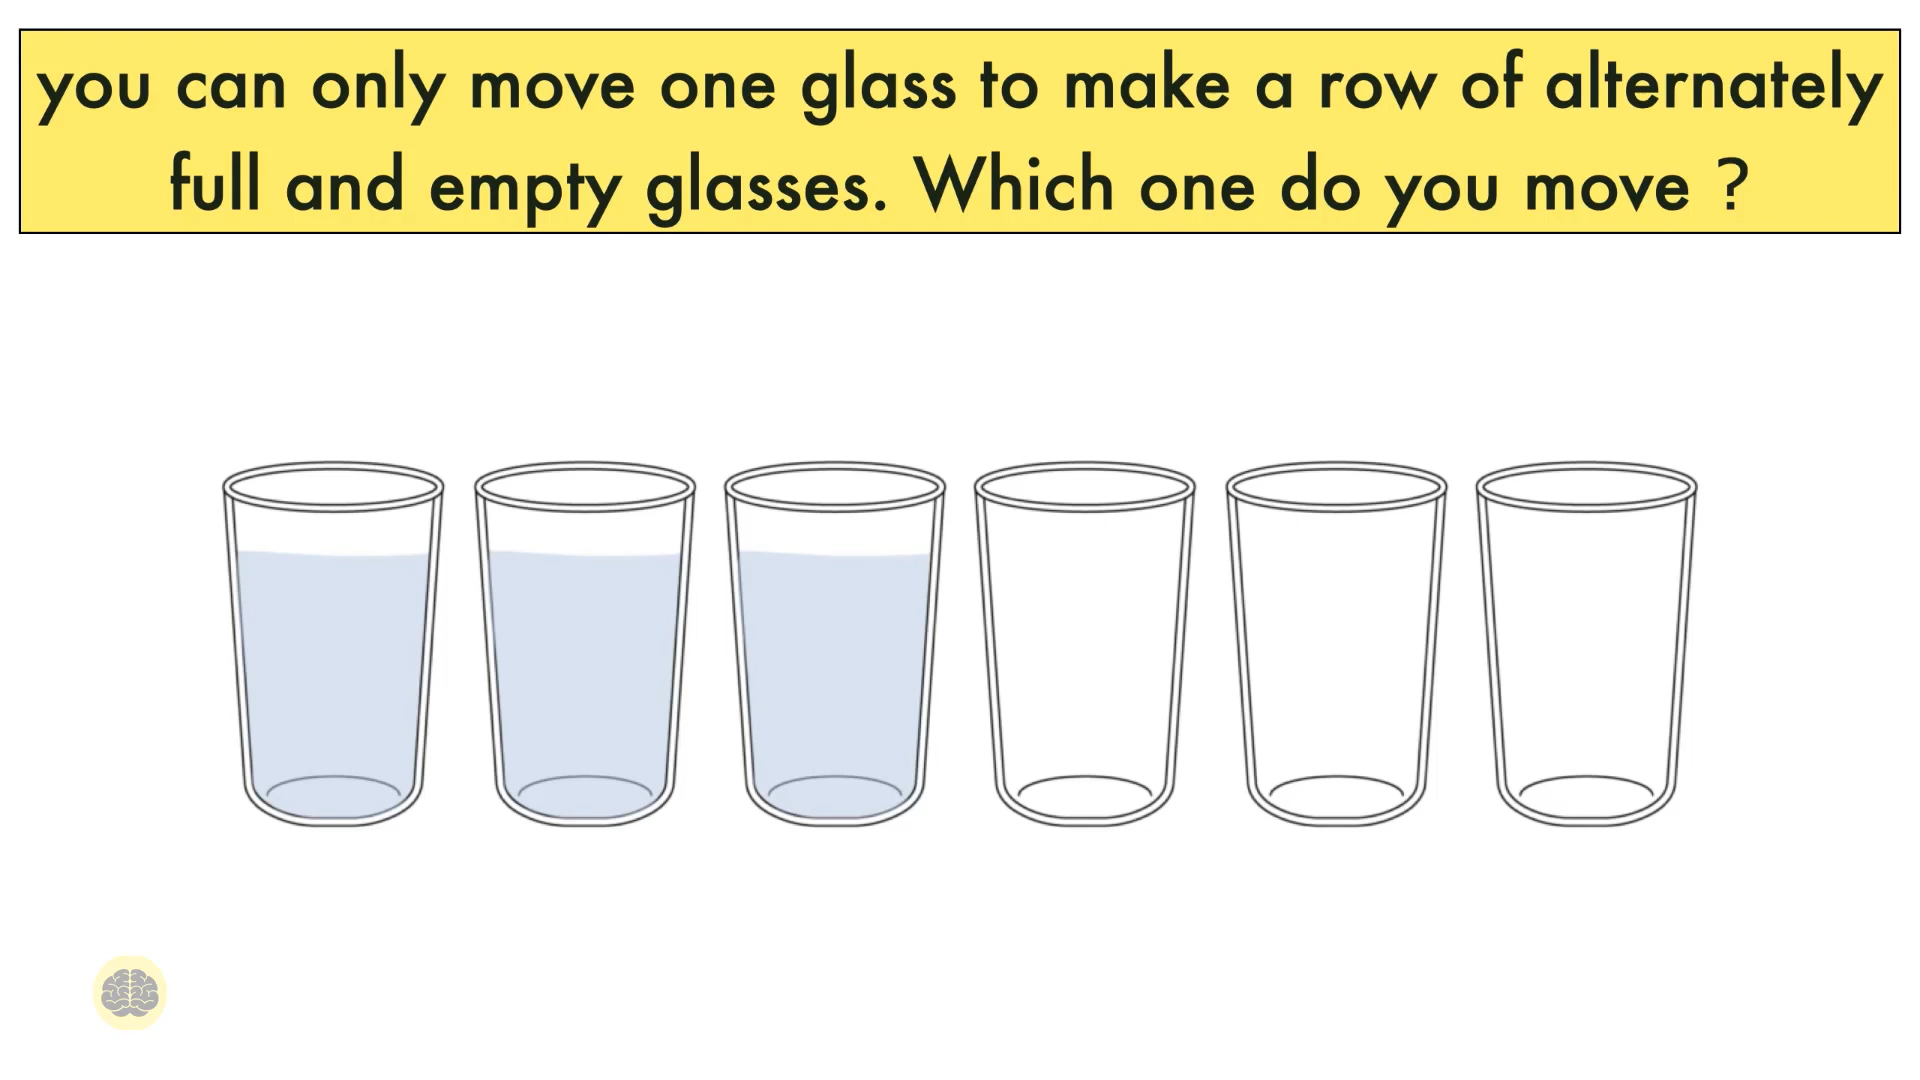 you can only move one glass to make a row of alternately
full and empty glasses. Which one do you move ?